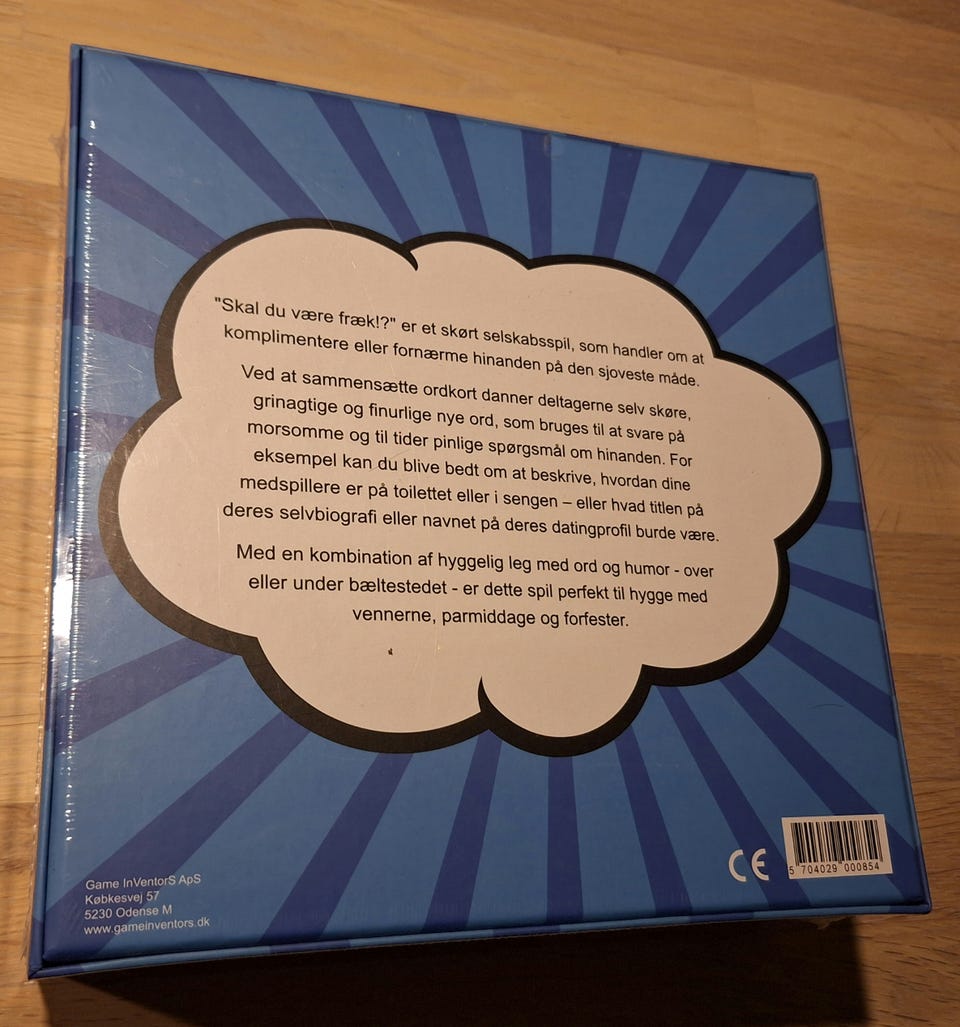 "Skal du være fræk!?" er et skørt selskabsspil, som handler om at
komplimentere eller fornærme hinanden på den sjoveste måde.
Ved at sammensætte ordkort danner deltagerne selv skøre,
grinagtige og finurlige nye ord, som bruges til at svare på
morsomme og til tider pinlige spørgsmål om hinanden. For
eksempel kan du blive bedt om at beskrive, hvordan dine
medspillere er på toilettet eller i sengen – eller hvad titlen på
deres selvbiografi eller navnet på deres datingprofil burde være.
Med en kombination af hyggelig leg med ord og humor - over
eller under bæltestedet - er dette spil perfekt til hygge med
vennerne, parmiddage og forfester.
Game InVentorS ApS
Købkesvej 57
5230 Odense M
www.gameinventors.dk
CE
5 704029 000854